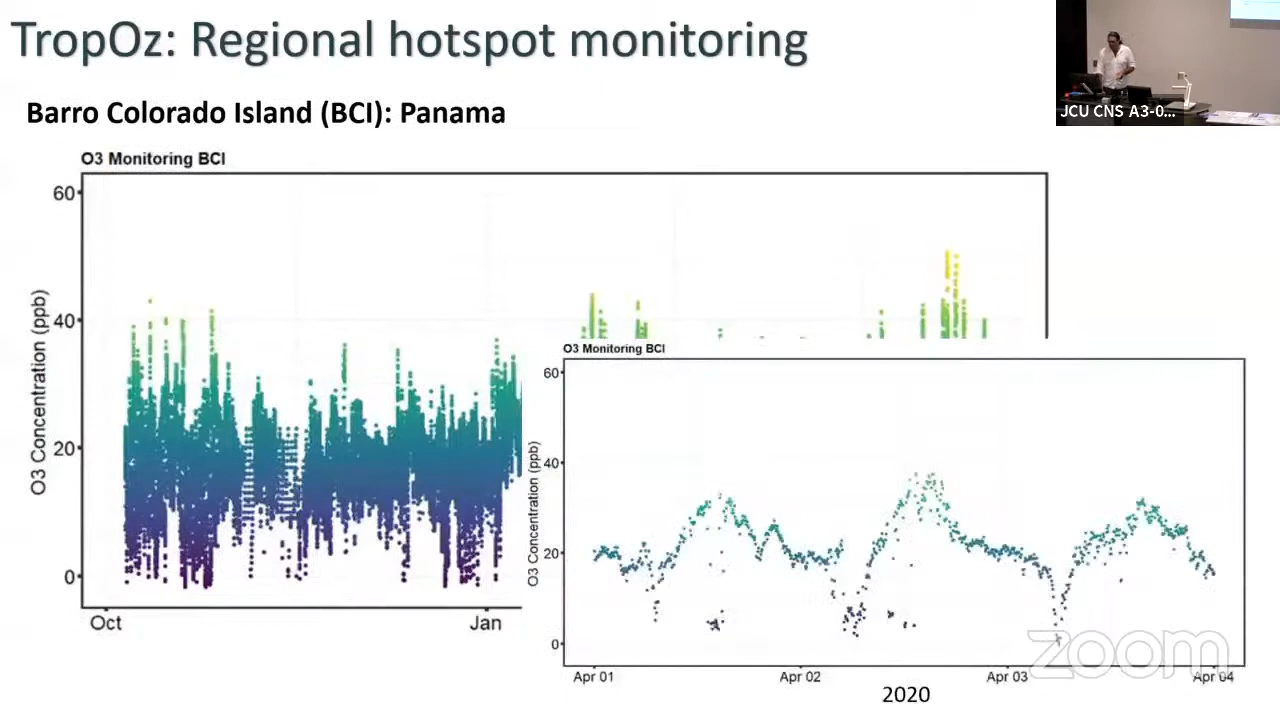 TropOz: Regional hotspot monitoring
JCU CNS A3-0...
Barro Colorado Island (BCI): Panama
O3 Monitoring BCI
60
40
20
0
O3 Concentration (ppb)
Oct
Jan
O3 Monitoring BCI
60
40
20
0
O3 Concentration (ppb)
Apr 01
Apr 02
Apr 03
Apr 04
2020
zoom